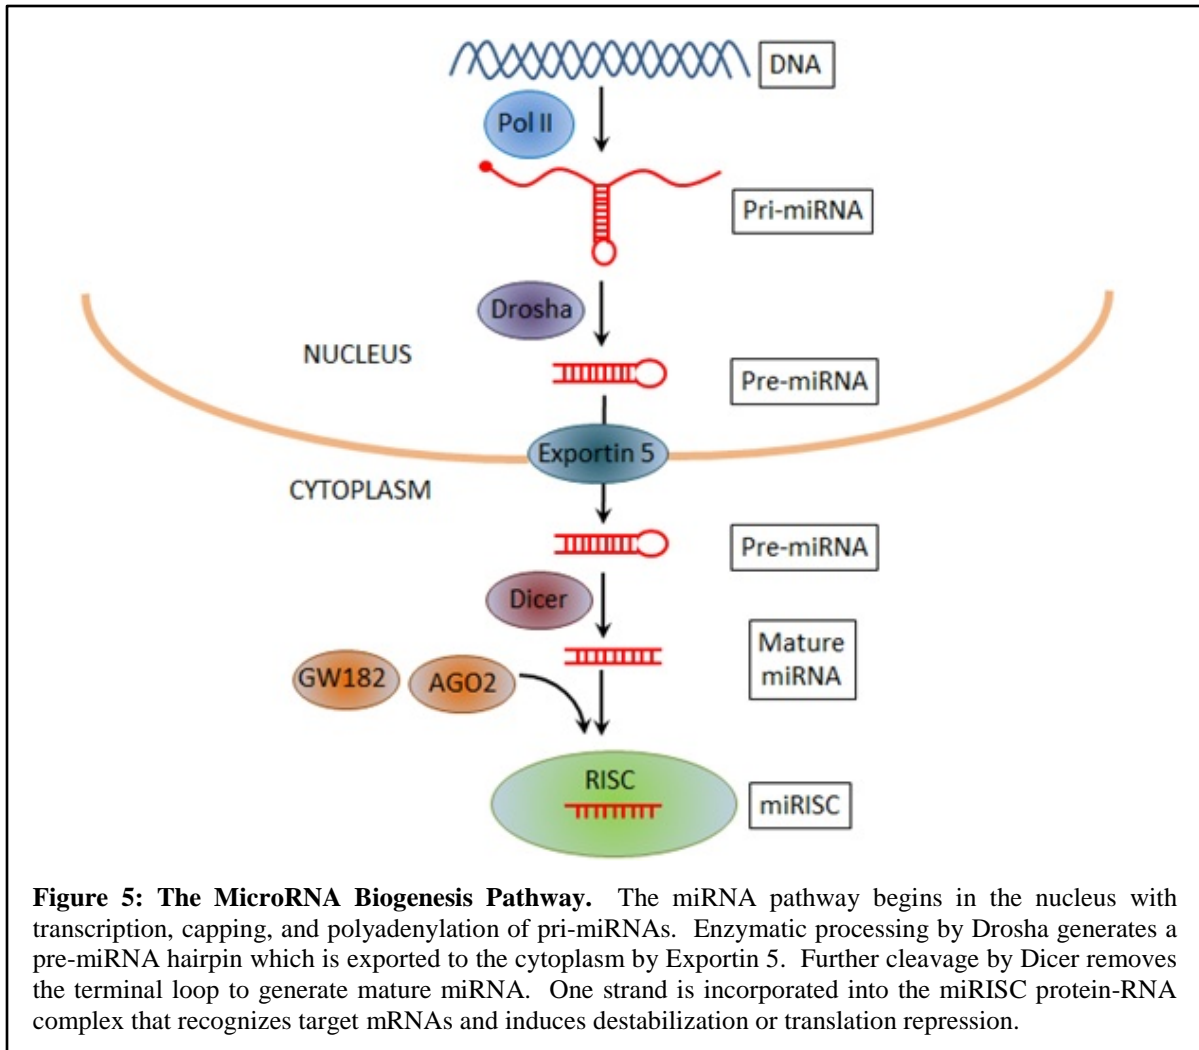 DNA
Pol II
Pri-miRNA
Drosha
NUCLEUS
Pre-miRNA
Exportin 5
CYTOPLASM
Pre-miRNA
Dicer
Mature
miRNA
GW182
AGO2
RISC
miRISC
Figure 5: The MicroRNA Biogenesis Pathway. The miRNA pathway begins in the nucleus with
transcription, capping, and polyadenylation of pri-miRNAs. Enzymatic processing by Drosha generates a
pre-miRNA hairpin which is exported to the cytoplasm by Exportin 5. Further cleavage by Dicer removes
the terminal loop to generate mature miRNA. One strand is incorporated into the miRISC protein-RNA
complex that recognizes target mRNAs and induces destabilization or translation repression.